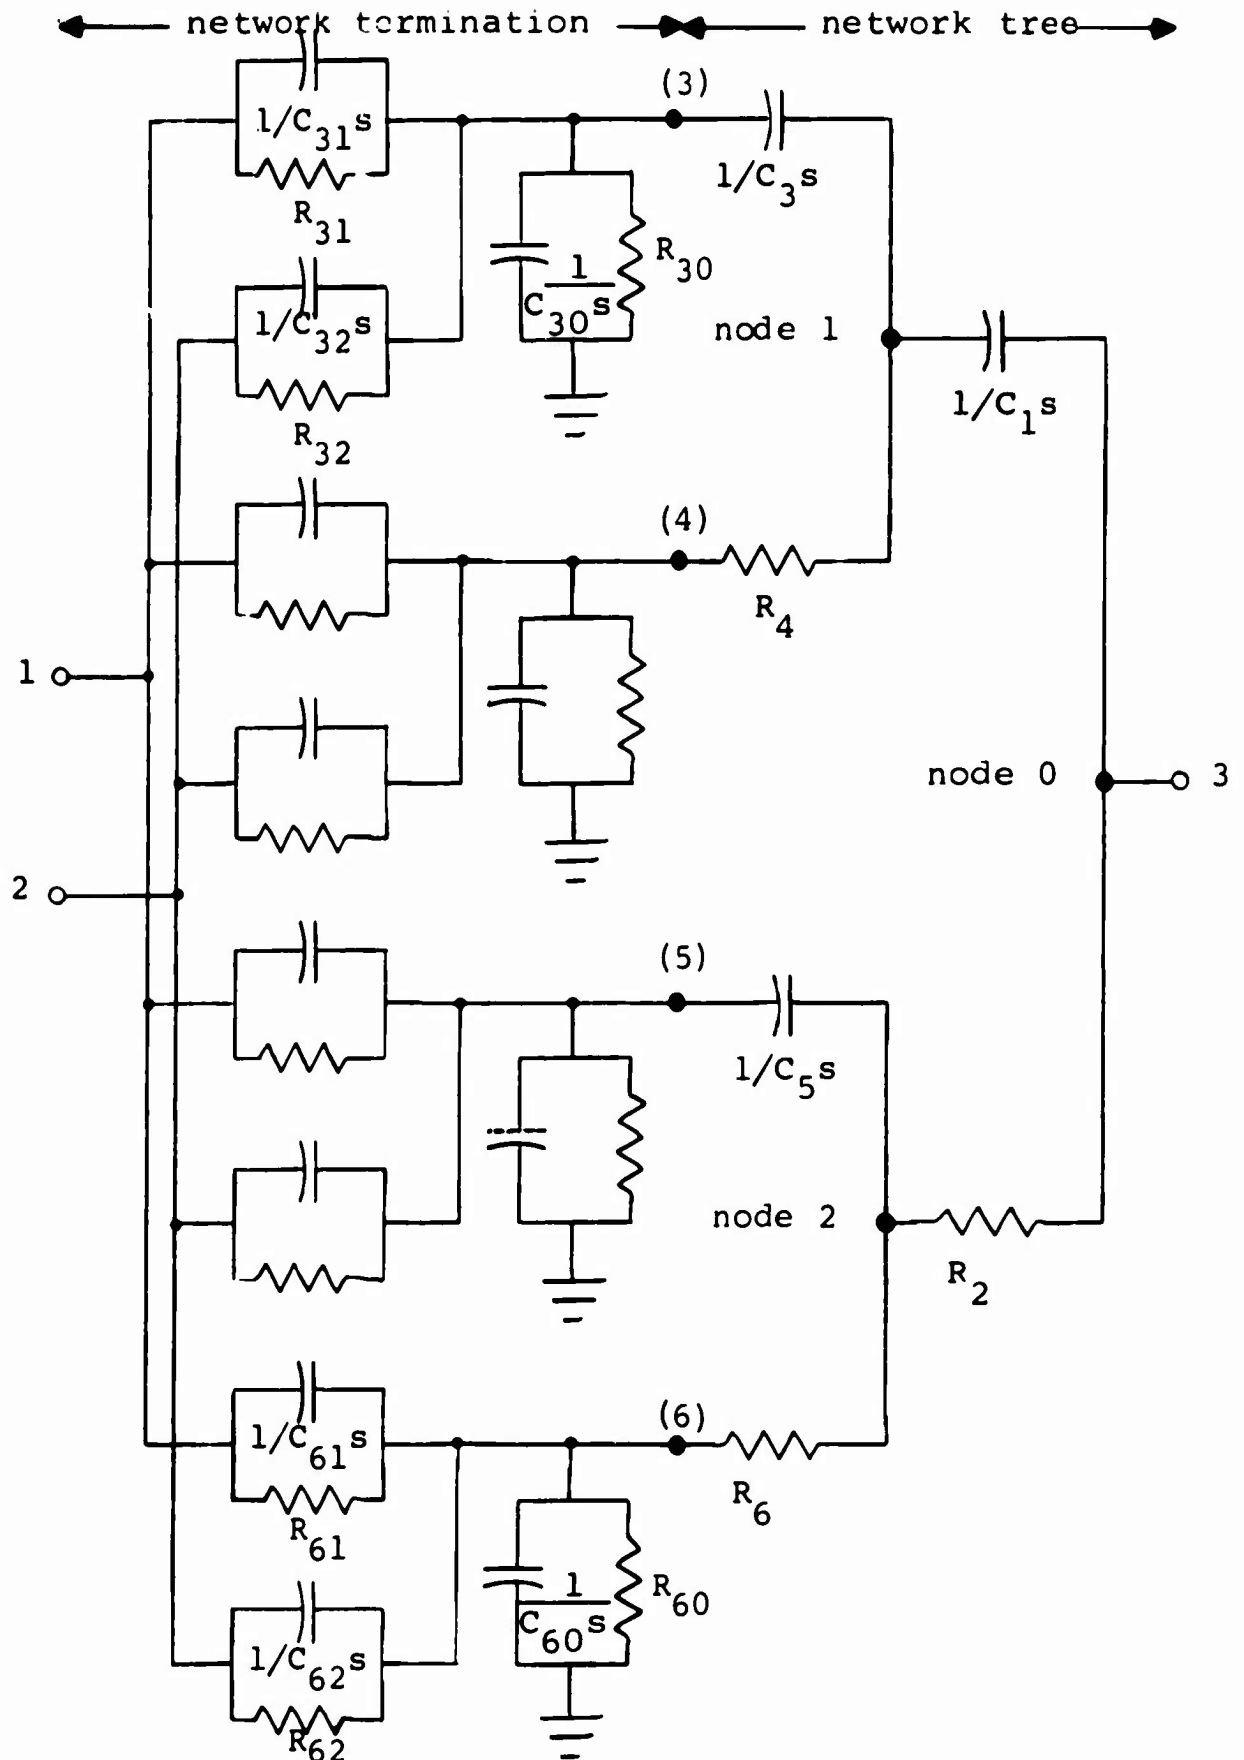 network termination
network tree
(3)
1/C31s
1/C3s
R31
R30
1
C30s
1/C32s
node 1
1/C1s
R32
(4)
R4
1
node 0
3
2
(5)
1/C5s
node 2
R2
(6)
1/C61s
R6
R61
R60
1
C60s
1/C62s
R62